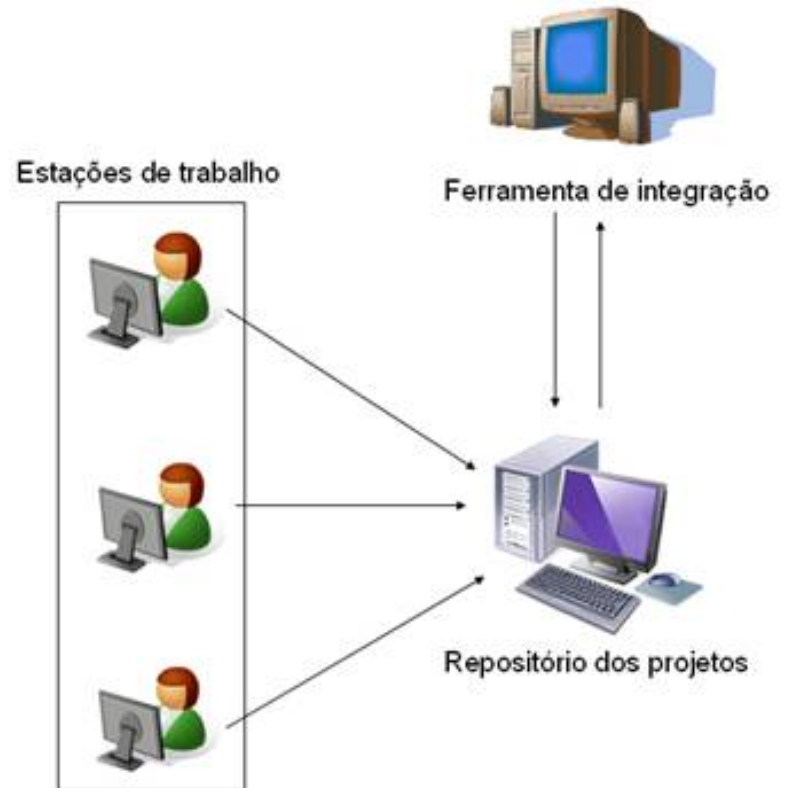 Estações de trabalho
Ferramenta de integração
Repositório dos projetos